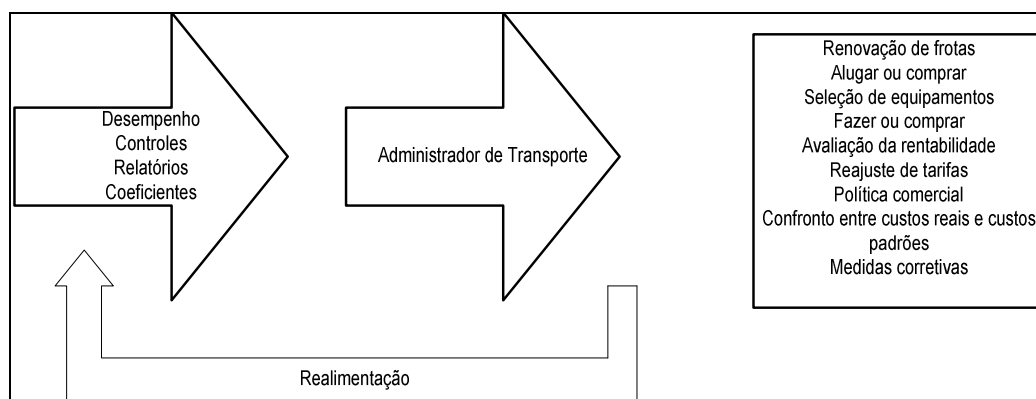 Desempenho
Controles
Relatórios
Coeficientes
Administrador de Transporte
Renovação de frotas
Alugar ou comprar
Seleção de equipamentos
Fazer ou comprar
Avaliação da rentabilidade
Reajuste de tarifas
Política comercial
Confronto entre custos reais e custos
padrões
Medidas corretivas
Realimentação